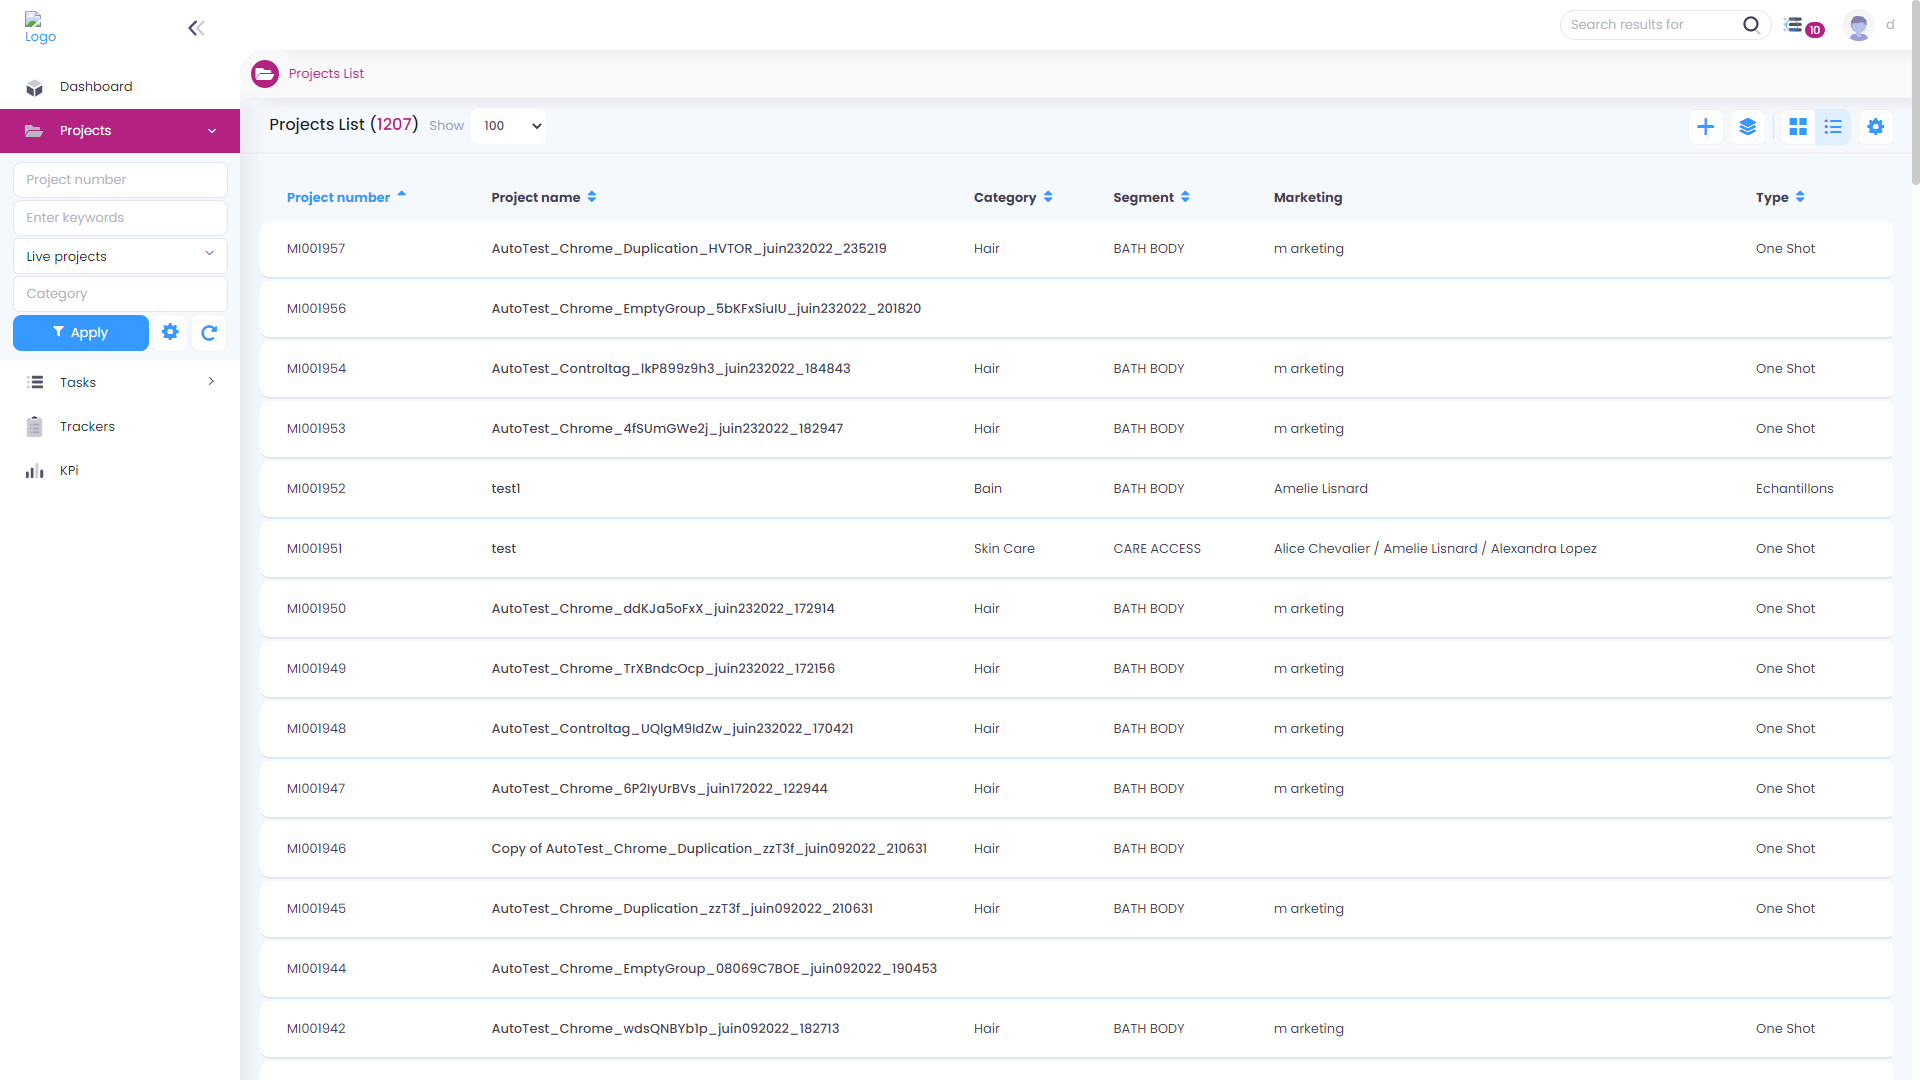 Logo
Search results for
10
d
Dashboard
Projects
Projects List
Projects List (1207) Show 100
Project number
Enter keywords
Live projects
Category
Apply
Tasks
Trackers
KPi
Project number Project name Category Segment Marketing Type
MI001957 AutoTest_Chrome_Duplication_HVTOR_juin232022_235219 Hair BATH BODY m arketing One Shot
MI001956 AutoTest_Chrome_EmptyGroup_5bKFxSiuIU_juin232022_201820
MI001954 AutoTest_Controltag_lkP899z9h3_juin232022_184843 Hair BATH BODY m arketing One Shot
MI001953 AutoTest_Chrome_4fSUmGWe2j_juin232022_182947 Hair BATH BODY m arketing One Shot
MI001952 test1 Bain BATH BODY Amelie Lisnard Echantillons
MI001951 test Skin Care CARE ACCESS Alice Chevalier / Amelie Lisnard / Alexandra Lopez One Shot
MI001950 AutoTest_Chrome_ddKJa5oFxX_juin232022_172914 Hair BATH BODY m arketing One Shot
MI001949 AutoTest_Chrome_TrXBndcOcp_juin232022_172156 Hair BATH BODY m arketing One Shot
MI001948 AutoTest_Controltag_UQlgM9IdZw_juin232022_170421 Hair BATH BODY m arketing One Shot
MI001947 AutoTest_Chrome_6P2IyUrBVs_juin172022_122944 Hair BATH BODY m arketing One Shot
MI001946 Copy of AutoTest_Chrome_Duplication_zzT3f_juin092022_210631 Hair BATH BODY One Shot
MI001945 AutoTest_Chrome_Duplication_zzT3f_juin092022_210631 Hair BATH BODY m arketing One Shot
MI001944 AutoTest_Chrome_EmptyGroup_08069C7BOE_juin092022_190453
MI001942 AutoTest_Chrome_wdsQNBYb1p_juin092022_182713 Hair BATH BODY m arketing One Shot